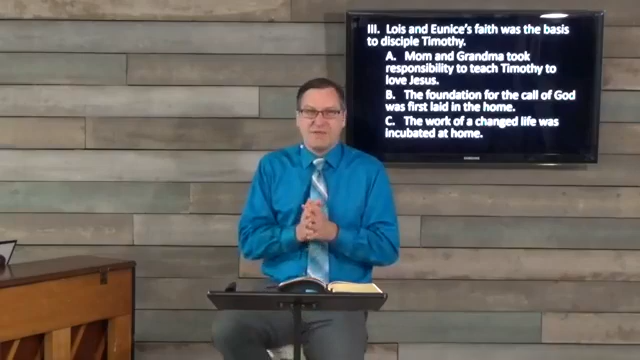 III. Lois and Eunice's faith was the basis
to disciple Timothy.
A. Mom and Grandma took
responsibility to teach Timothy to
love Jesus.
B. The foundation for the call of God
was first laid in the home.
C. The work of a changed life was
incubated at home.
SAMSUNG